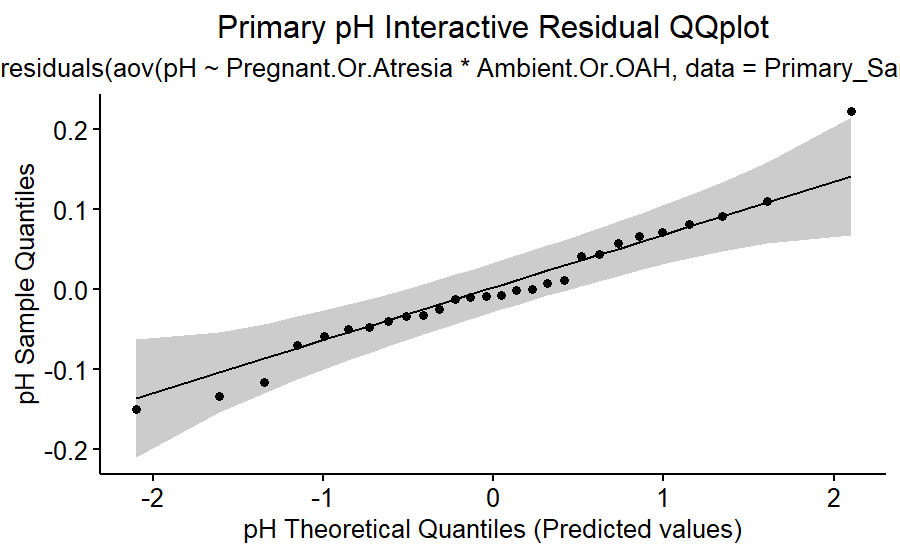 Primary pH Interactive Residual QQplot
residuals(aov(pH ~ Pregnant.Or.Atresia * Ambient.Or.OAH, data = Primary_Sa
0.2
0.1
0.0
-0.1
-0.2
pH Sample Quantiles
-2 -1 0 1 2
pH Theoretical Quantiles (Predicted values)